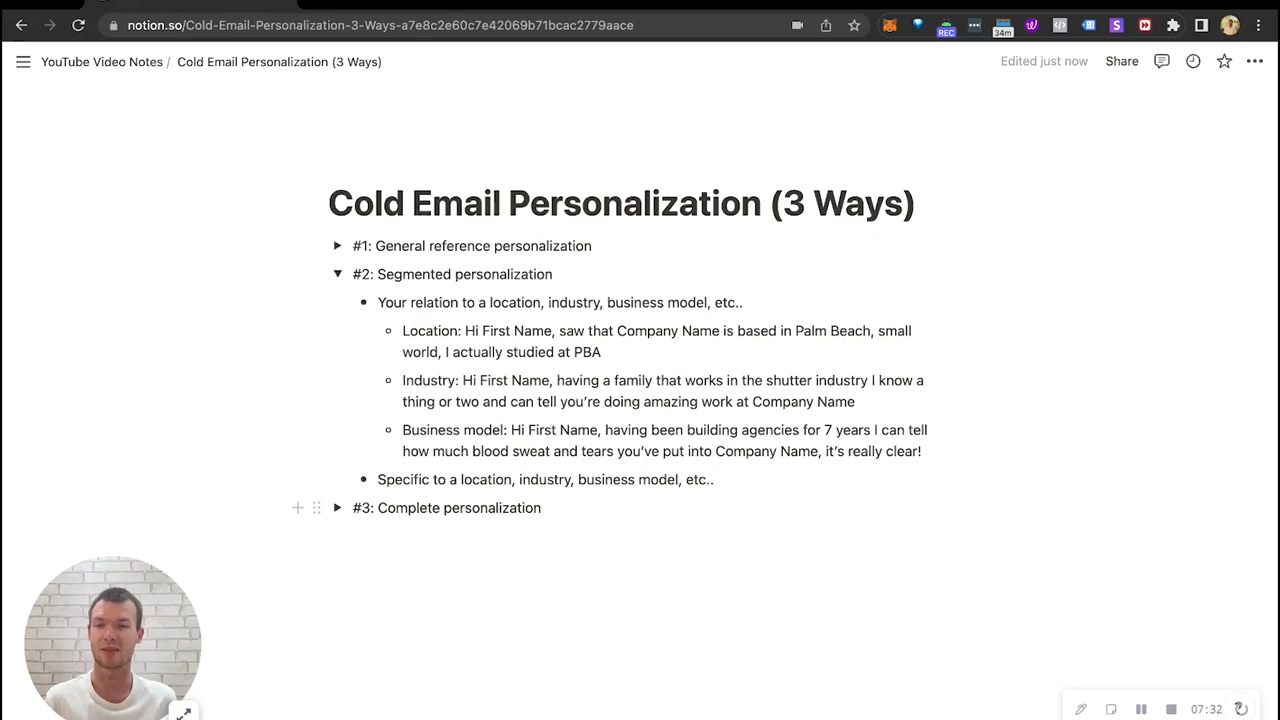 notion.so/Cold-Email-Personalization-3-Ways-a7e8c2e60c7e42069b71bcac2779aace
REC
34m
YouTube Video Notes / Cold Email Personalization (3 Ways)
Edited just now
Share
Cold Email Personalization (3 Ways)
#1: General reference personalization
#2: Segmented personalization
Your relation to a location, industry, business model, etc..
Location: Hi First Name, saw that Company Name is based in Palm Beach, small
world, I actually studied at PBA
Industry: Hi First Name, having a family that works in the shutter industry I know a
thing or two and can tell you’re doing amazing work at Company Name
Business model: Hi First Name, having been building agencies for 7 years I can tell
how much blood sweat and tears you’ve put into Company Name, it’s really clear!
Specific to a location, industry, business model, etc..
#3: Complete personalization
07:32